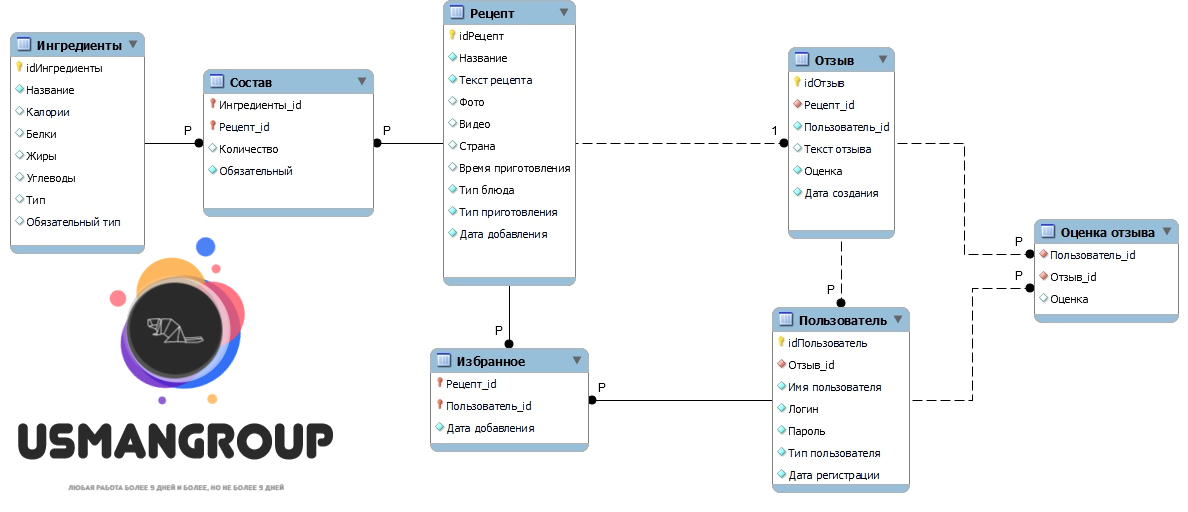 Ингредиенты
idИнгредиенты
Название
Калории
Белки
Жиры
Углеводы
Тип
Обязательный тип
P
Состав
Ингредиенты_id
Рецепт_id
Количество
Обязательный
P
Рецепт
idРецепт
Название
Текст рецепта
Фото
Видео
Страна
Время приготовления
Тип блюда
Тип приготовления
Дата добавления
1
Отзыв
idОтзыв
Рецепт_id
Пользователь_id
Текст отзыва
Оценка
Дата создания
P
P
Оценка отзыва
Пользователь_id
Отзыв_id
Оценка
P
Пользователь
idПользователь
Отзыв_id
Имя пользователя
Логин
Пароль
Тип пользователя
Дата регистрации
P
Избранное
Рецепт_id
Пользователь_id
Дата добавления
P
USMANGROUP
ЛЮБАЯ РАБОТА БОЛЕЕ 9 ДНЕЙ И БОЛЕЕ, НО НЕ БОЛЕЕ 9 ДНЕЙ